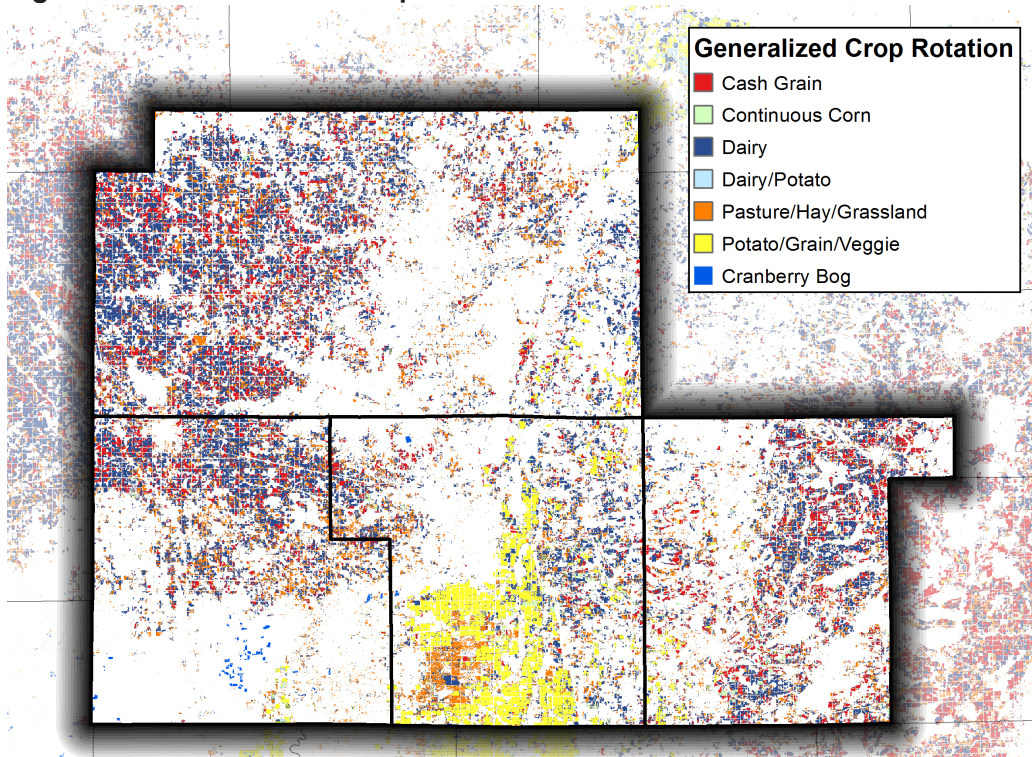 Generalized Crop Rotation
Cash Grain
Continuous Corn
Dairy
Dairy/Potato
Pasture/Hay/Grassland
Potato/Grain/Veggie
Cranberry Bog